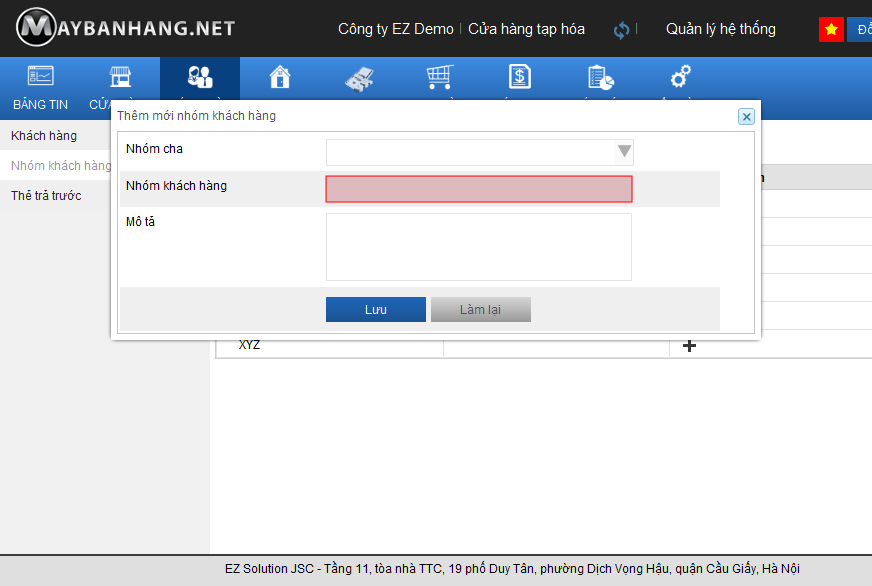 MAYBANHANG.NET
Công ty EZ Demo | Cửa hàng tạp hóa | Quản lý hệ thống
BẢNG TIN
Thêm mới nhóm khách hàng
Khách hàng
Nhóm khách hàng
Thẻ trả trước
Nhóm cha
Nhóm khách hàng
Mô tả
Lưu Làm lại
XYZ
EZ Solution JSC - Tầng 11, tòa nhà TTC, 19 phố Duy Tân, phường Dịch Vọng Hậu, quận Cầu Giấy, Hà Nội